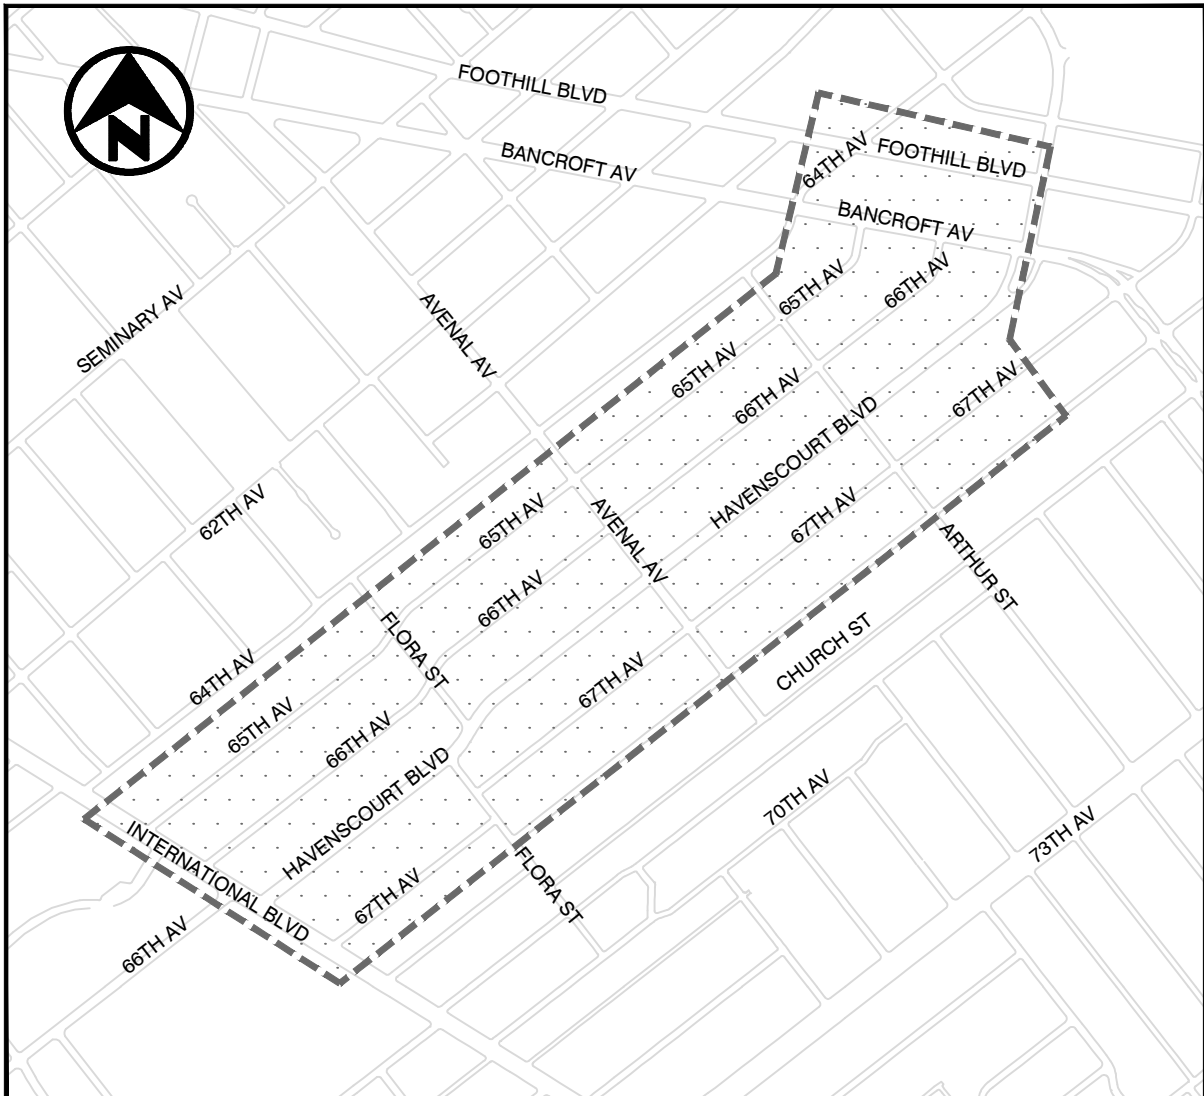 FOOTHILL BLVD
N
64TH AV
FOOTHILL BLVD
BANCROFT AV
BANCROFT AV
65TH AV
66TH AV
SEMINARY AV
AVENAL AV
65TH AV
66TH AV
67TH AV
HAVENSCOURT BLVD
62TH AV
65TH AV
67TH AV
AVENAL AV
ARTHUR ST
66TH AV
FLORA ST
CHURCH ST
64TH AV
67TH AV
65TH AV
66TH AV
HAVENSCOURT BLVD
70TH AV
73TH AV
INTERNATIONAL BLVD
67TH AV
FLORA ST
66TH AV